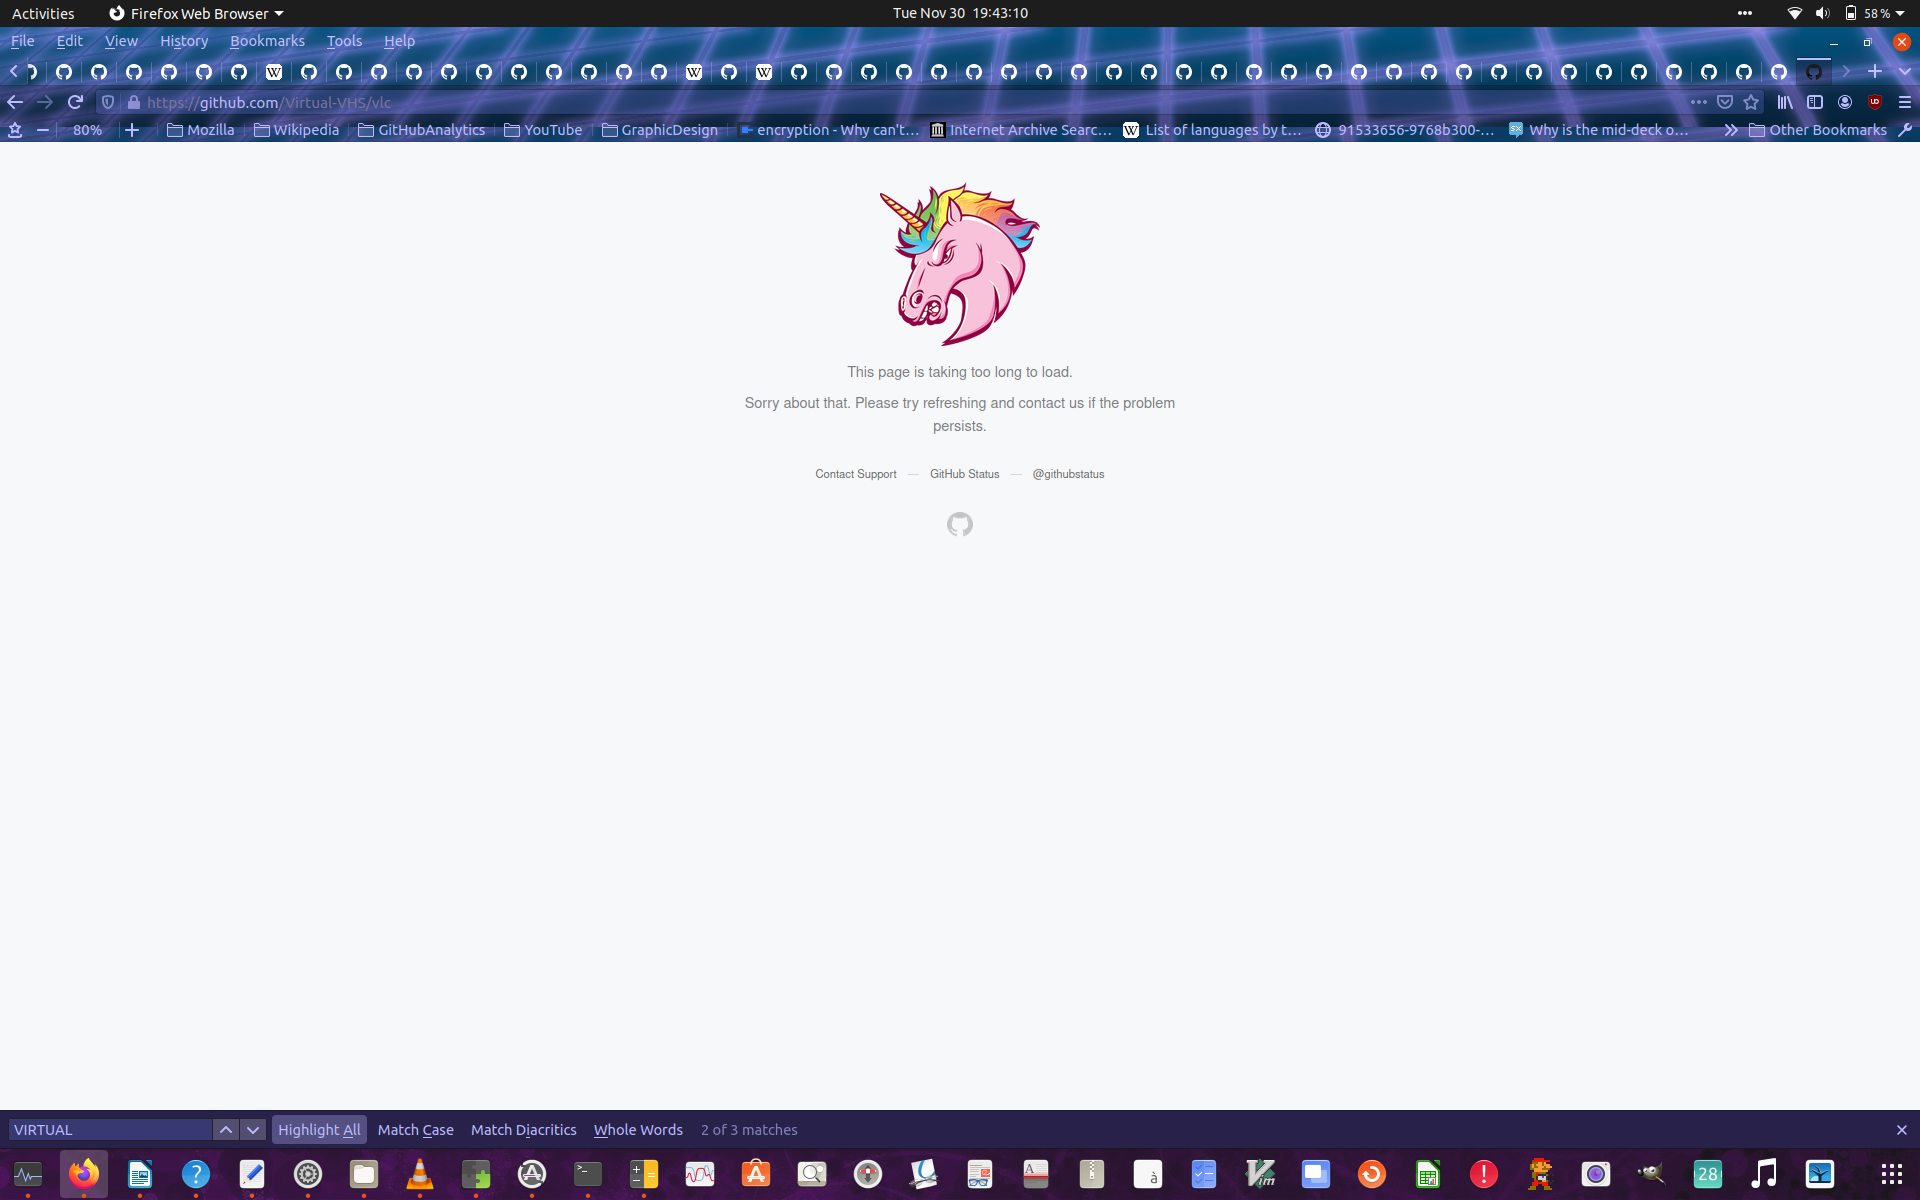 Activities Firefox Web Browser Tue Nov 30 19:43:10 58 %
File Edit View History Bookmarks Tools Help
https://github.com/Virtual-VHS/vlc
80% Mozilla Wikipedia GitHubAnalytics YouTube GraphicDesign encryption - Why can't... Internet Archive Searc... List of languages by t... 91533656-9768b300-... Why is the mid-deck o... Other Bookmarks
This page is taking too long to load.
Sorry about that. Please try refreshing and contact us if the problem
persists.
Contact Support — GitHub Status — @githubstatus
VIRTUAL Highlight All Match Case Match Diacritics Whole Words 2 of 3 matches
28